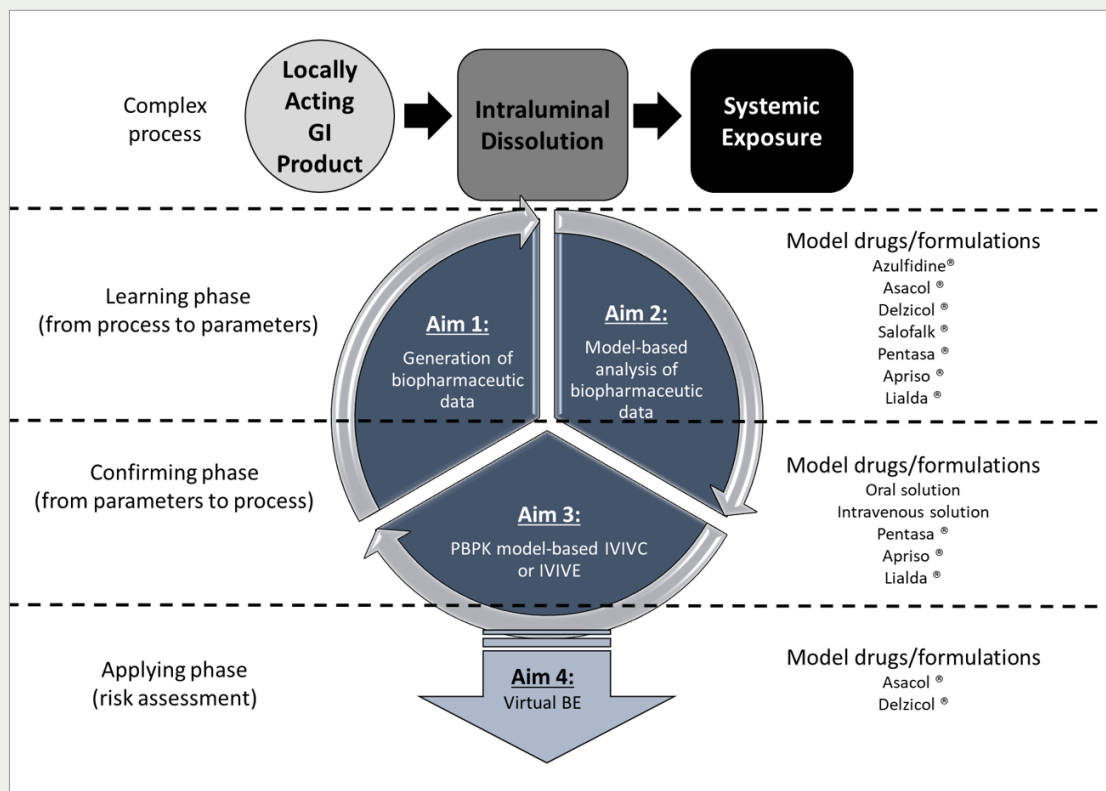 Complex
process
Locally
Acting
GI
Product
Intraluminal
Dissolution
Systemic
Exposure
Learning phase
(from process to parameters)
Aim 1:
Generation of
biopharmaceutic
data
Aim 2:
Model-based
analysis of
biopharmaceutic
data
Model drugs/formulations
Azulfidine®
Asacol ®
Delzicol ®
Salofalk ®
Pentasa ®
Apriso ®
Lialda ®
Confirming phase
(from parameters to process)
Aim 3:
PBPK model-based IVIVC
or IVIVE
Model drugs/formulations
Oral solution
Intravenous solution
Pentasa ®
Apriso ®
Lialda ®
Applying phase
(risk assessment)
Aim 4:
Virtual BE
Model drugs/formulations
Asacol ®
Delzicol ®